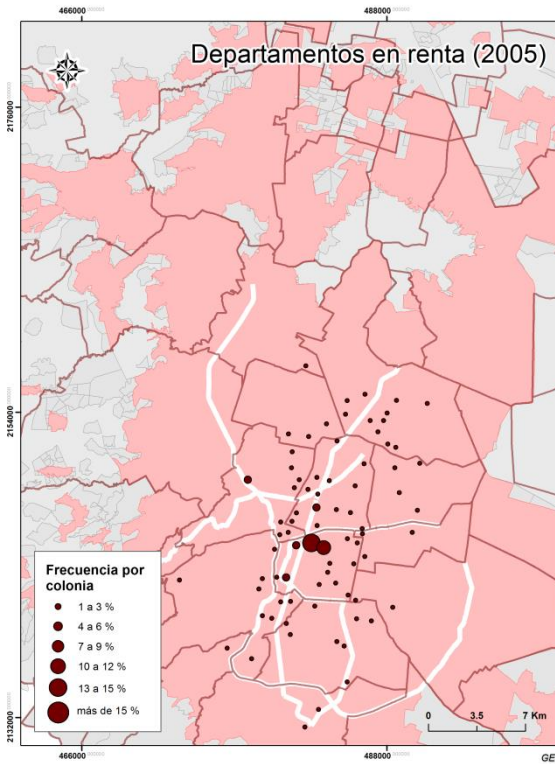 466000
488000
Departamentos en renta (2005)
2176000
2154000
2132000
Frecuencia por
colonia
1 a 3 %
4 a 6 %
7 a 9 %
10 a 12 %
13 a 15 %
más de 15 %
0 3.5 7 Km
466000
488000
GE